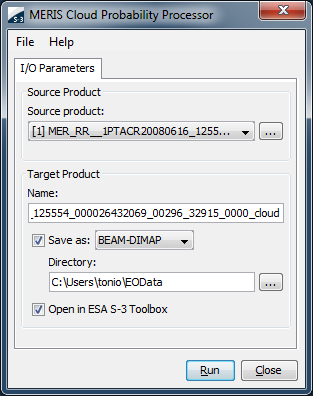 S-3 MERIS Cloud Probability Processor
File Help
I/O Parameters
Source Product
Source product:
[1] MER_RR__1PTACR20080616_1255... ...
Target Product
Name:
_125554_000026432069_00296_32915_0000_cloud
Save as: BEAM-DIMAP
Directory:
C:\Users\tonio\EOData ...
Open in ESA S-3 Toolbox
Run Close